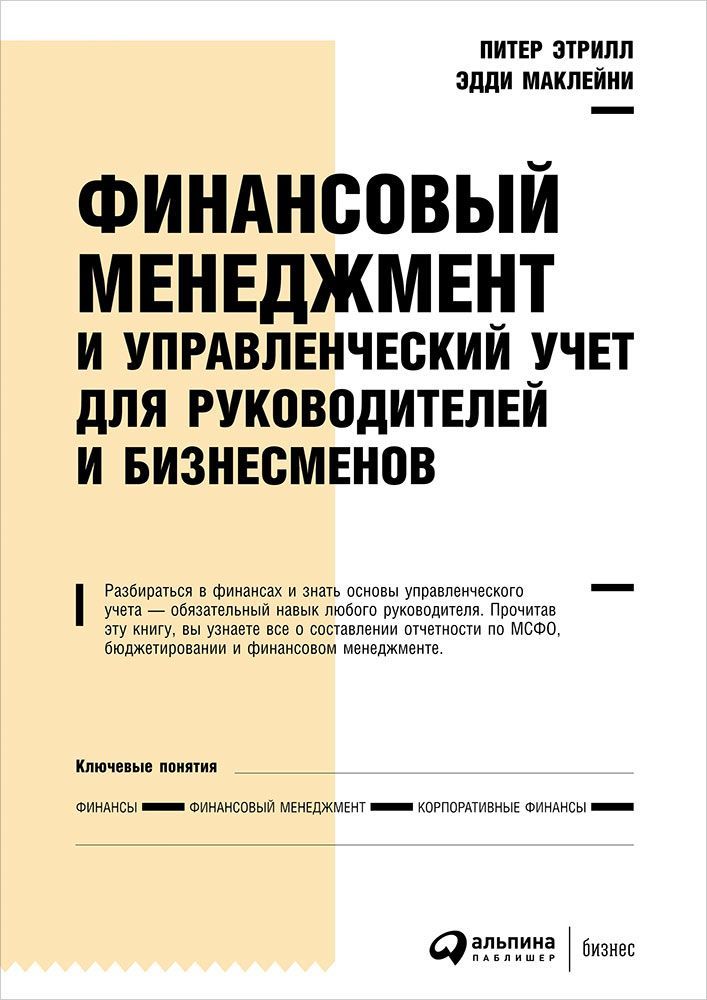 ПИТЕР ЭТРИЛЛ
ЭДДИ МАКЛЕЙНИ
ФИНАНСОВЫЙ
МЕНЕДЖМЕНТ
И УПРАВЛЕНЧЕСКИЙ УЧЕТ
ДЛЯ РУКОВОДИТЕЛЕЙ
И БИЗНЕСМЕНОВ
Разбираться в финансах и знать основы управленческого
учета — обязательный навык любого руководителя. Прочитав
эту книгу, вы узнаете все о составлении отчетности по МСФО,
бюджетировании и финансовом менеджменте.
Ключевые понятия
ФИНАНСЫ ФИНАНСОВЫЙ МЕНЕДЖМЕНТ КОРПОРАТИВНЫЕ ФИНАНСЫ
альпина
ПАБЛИШЕР
бизнес